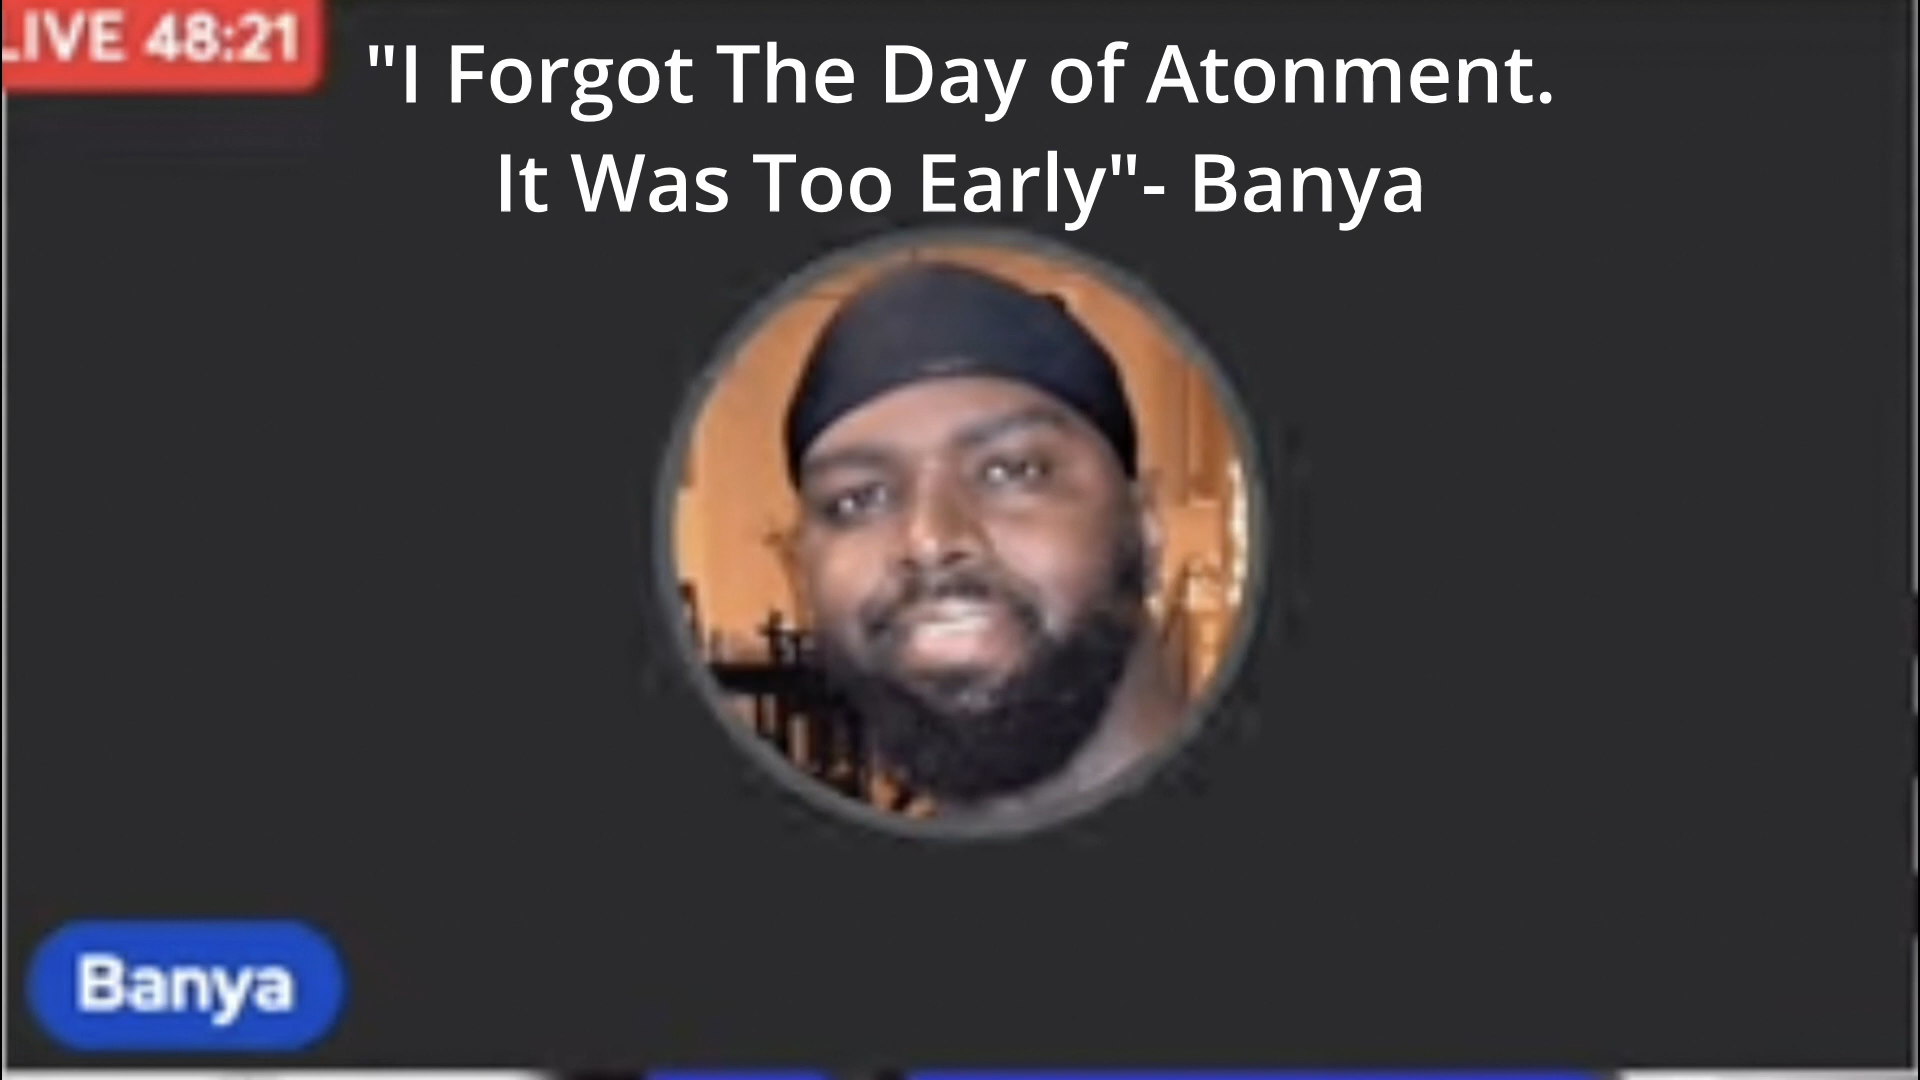 LIVE 48:21
"I Forgot The Day of Atonment.
It Was Too Early"- Banya
Banya